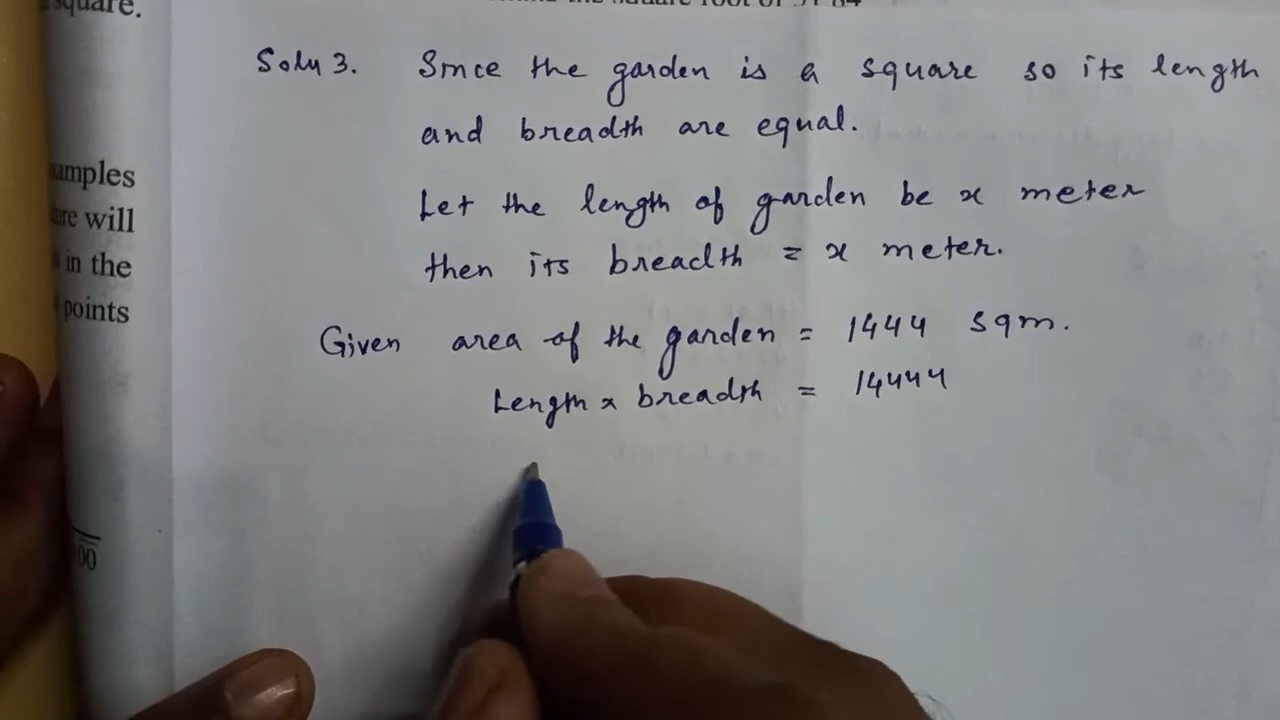 square.
Soln 3. Since the garden is a square so its length
and breadth are equal.
Let the length of garden be x meter
then its breadth = x meter.
Given area of the garden = 1444 sqm.
Length x breadth = 14444
will
in the
points
00